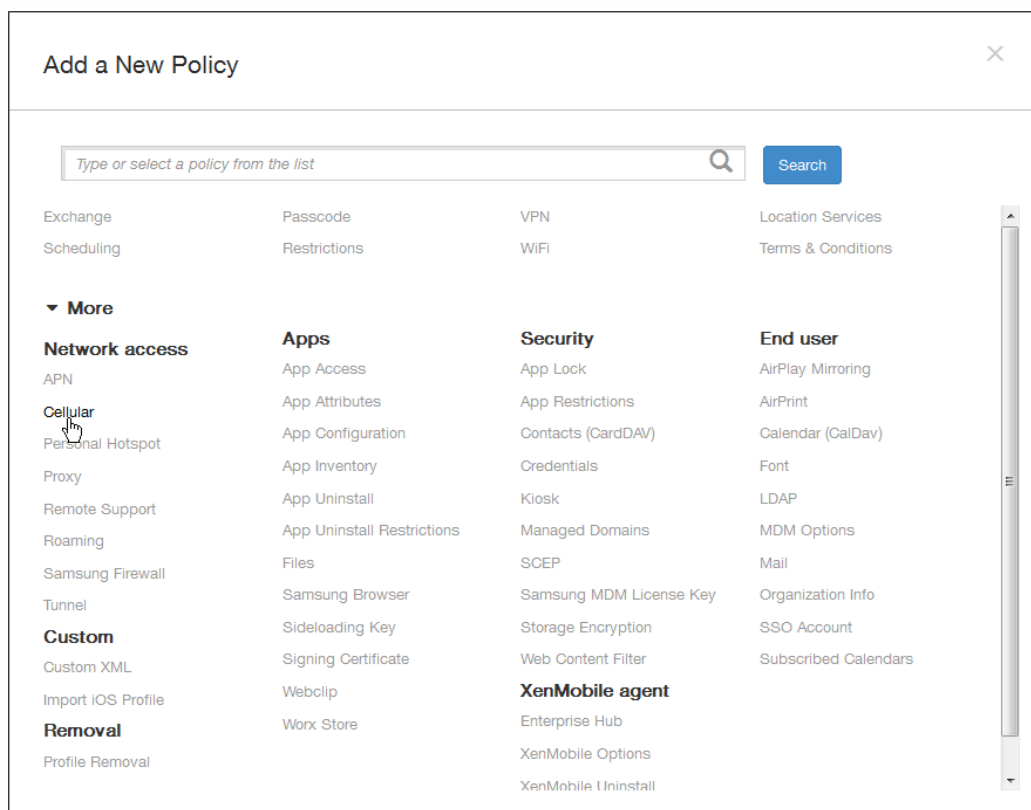 Add a New Policy
Type or select a policy from the list
Search
Exchange
Passcode
VPN
Location Services
Scheduling
Restrictions
WiFi
Terms & Conditions
More
Network access
APN
Cellular
Personal Hotspot
Proxy
Remote Support
Roaming
Samsung Firewall
Tunnel
Custom
Custom XML
Import iOS Profile
Removal
Profile Removal
Apps
App Access
App Attributes
App Configuration
App Inventory
App Uninstall
App Uninstall Restrictions
Files
Samsung Browser
Sideloading Key
Signing Certificate
Webclip
Worx Store
Security
App Lock
App Restrictions
Contacts (CardDAV)
Credentials
Kiosk
Managed Domains
SCEP
Samsung MDM License Key
Storage Encryption
Web Content Filter
XenMobile agent
Enterprise Hub
XenMobile Options
XenMobile Uninstall
End user
AirPlay Mirroring
AirPrint
Calendar (CalDav)
Font
LDAP
MDM Options
Mail
Organization Info
SSO Account
Subscribed Calendars